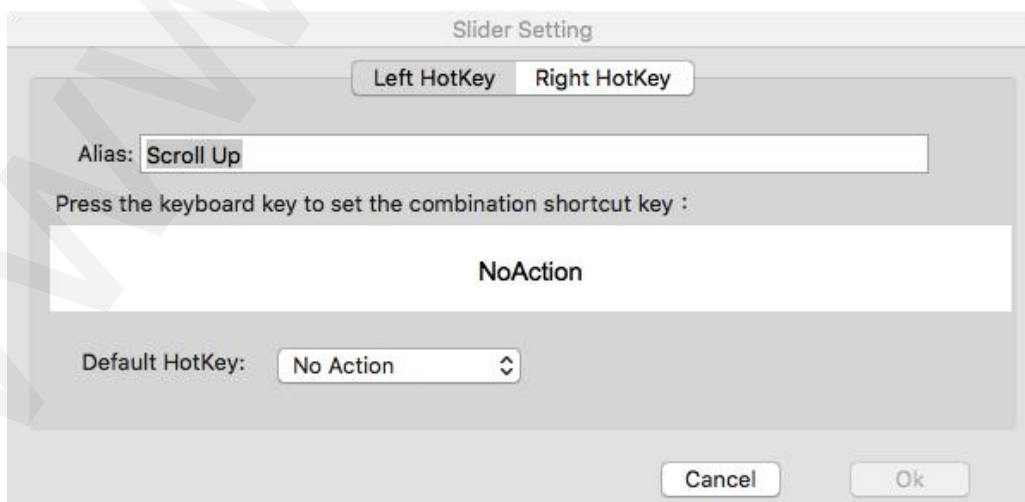 Slider Setting
Left HotKey Right HotKey
Alias: Scroll Up
Press the keyboard key to set the combination shortcut key：
NoAction
Default HotKey: No Action
Cancel Ok